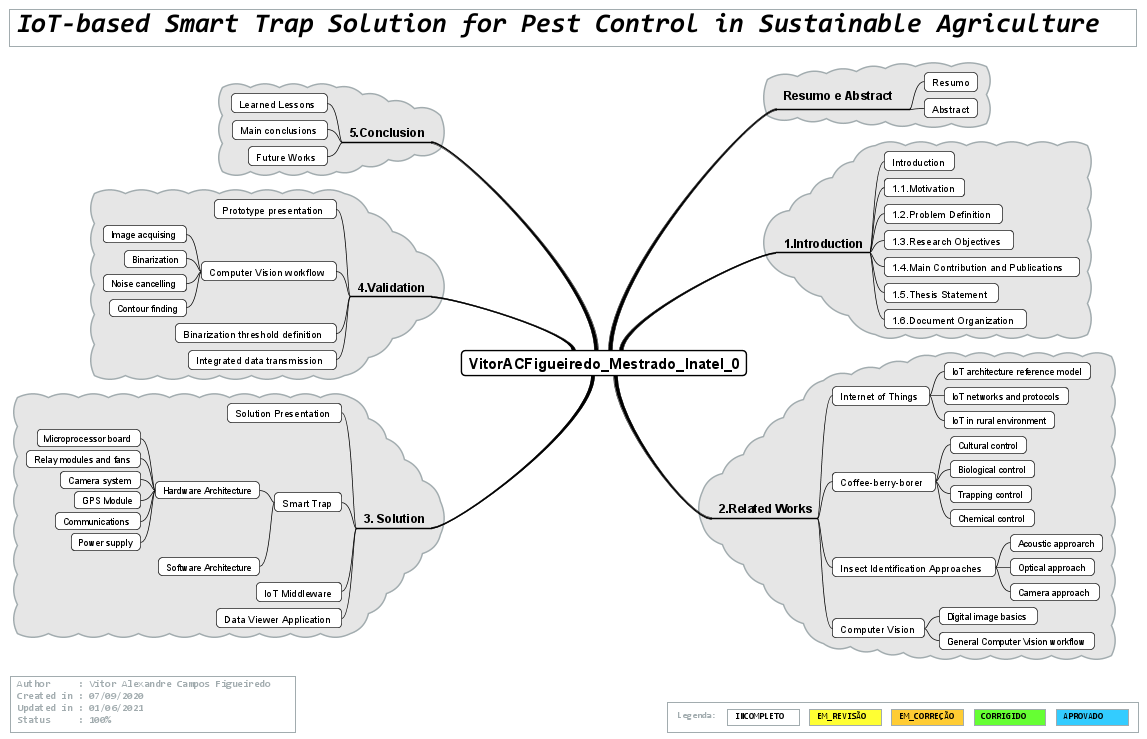 IoT-based Smart Trap Solution for Pest Control in Sustainable Agriculture
VitorACFigueiredo_Mestrado_Inatel_0
Resumo e Abstract
Resumo
Abstract
1.Introduction
Introduction
1.1.Motivation
1.2.Problem Definition
1.3.Research Objectives
1.4.Main Contribution and Publications
1.5.Thesis Statement
1.6.Document Organization
2.Related Works
Internet of Things
IoT architecture reference model
IoT networks and protocols
IoT in rural environment
Coffee-berry-borer
Cultural control
Biological control
Trapping control
Chemical control
Insect Identification Approaches
Acoustic approarch
Optical approach
Camera approach
Computer Vision
Digital image basics
General Computer Vision workflow
3. Solution
Solution Presentation
Smart Trap
Hardware Architecture
Microprocessor board
Relay modules and fans
Camera system
GPS Module
Communications
Power supply
Software Architecture
IoT Middleware
Data Viewer Application
4.Validation
Prototype presentation
Computer Vision workflow
Image acquising
Binarization
Noise cancelling
Contour finding
Binarization threshold definition
Integrated data transmission
5.Conclusion
Learned Lessons
Main conclusions
Future Works
Author : Vitor Alexandre Campos Figueiredo
Created in : 07/09/2020
Updated in : 01/06/2021
Status : 100%
Legenda: INCOMPLETO EM_REVISÃO EM_CORREÇÃO CORRIGIDO APROVADO